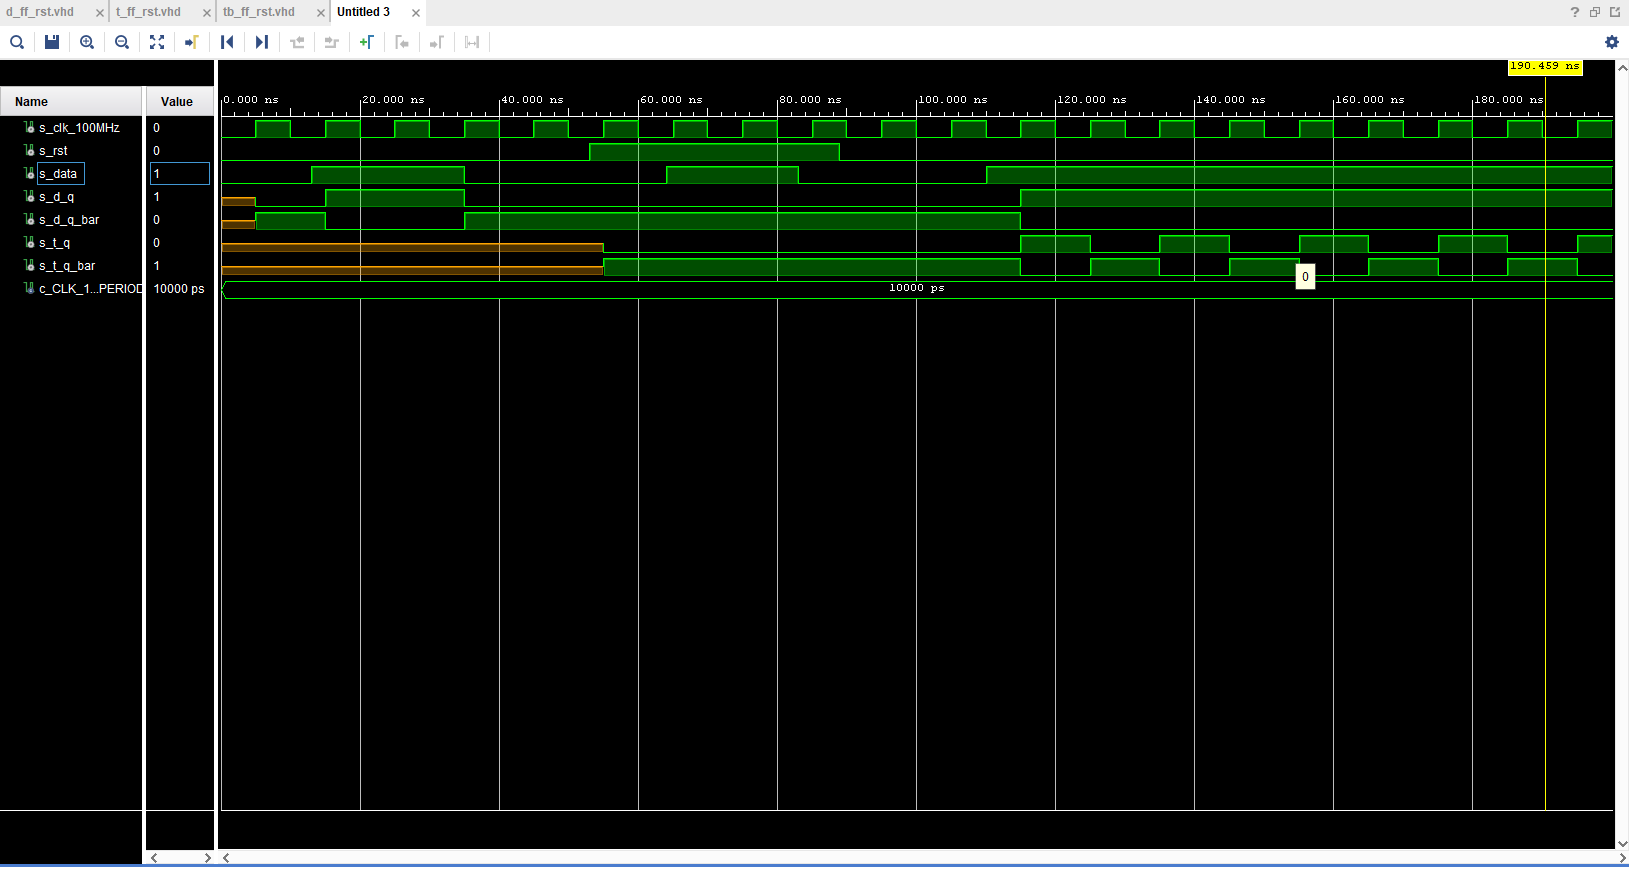 d_ff_rst.vhd t_ff_rst.vhd tb_ff_rst.vhd Untitled 3
190.459 ns
Name Value 0.000 ns 20.000 ns 40.000 ns 60.000 ns 80.000 ns 100.000 ns 120.000 ns 140.000 ns 160.000 ns 180.000 ns
s_clk_100MHz 0
s_rst 0
s_data 1
s_d_q 1
s_d_q_bar 0
s_t_q 0
s_t_q_bar 1
0
c_CLK_1...PERIOD 10000 ps 10000 ps